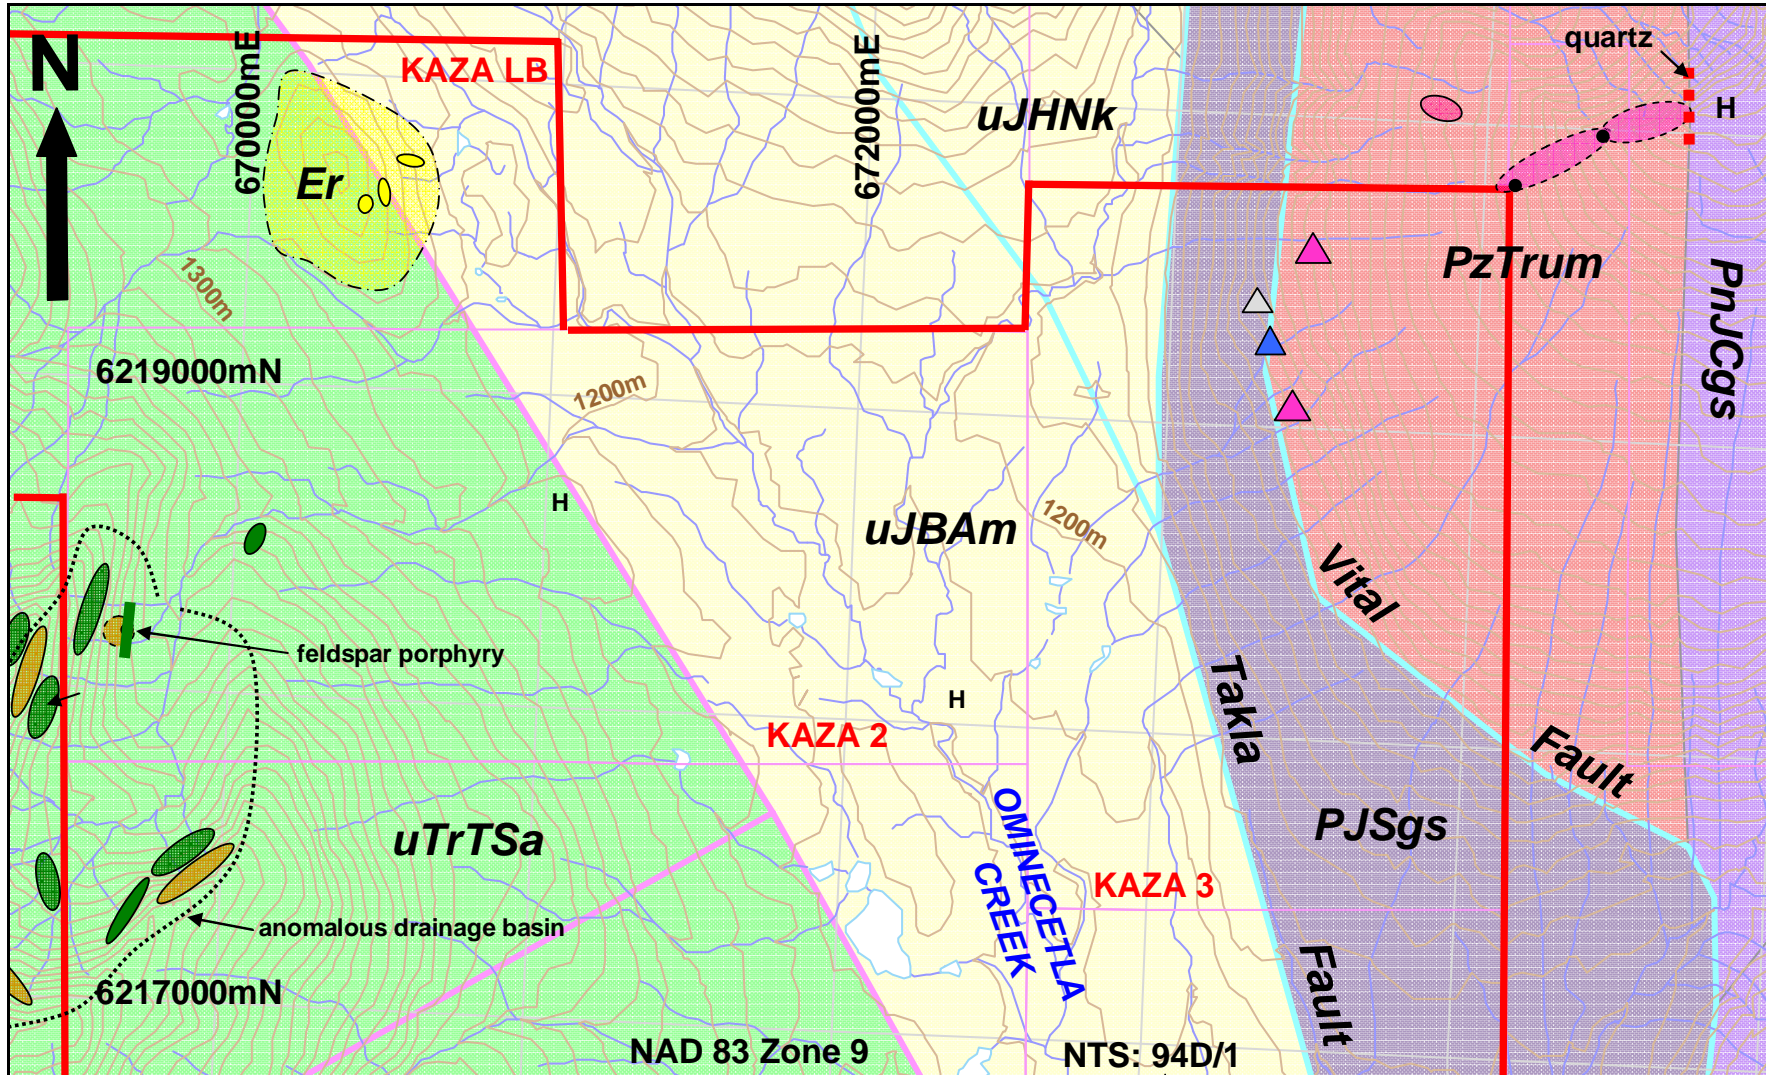 quartz
N
670000mE
KAZA LB
672000mE
uJHNk
H
Er
PzTrum
1300m
PnJCgs
6219000mN
1200m
H
uJBAm
1200m
Vital
feldspar porphyry
Takla
H
KAZA 2
Fault
OMINECETLA
CREEK
uTrTSa
PJSgs
KAZA 3
anomalous drainage basin
Fault
6217000mN
NAD 83 Zone 9
NTS: 94D/1